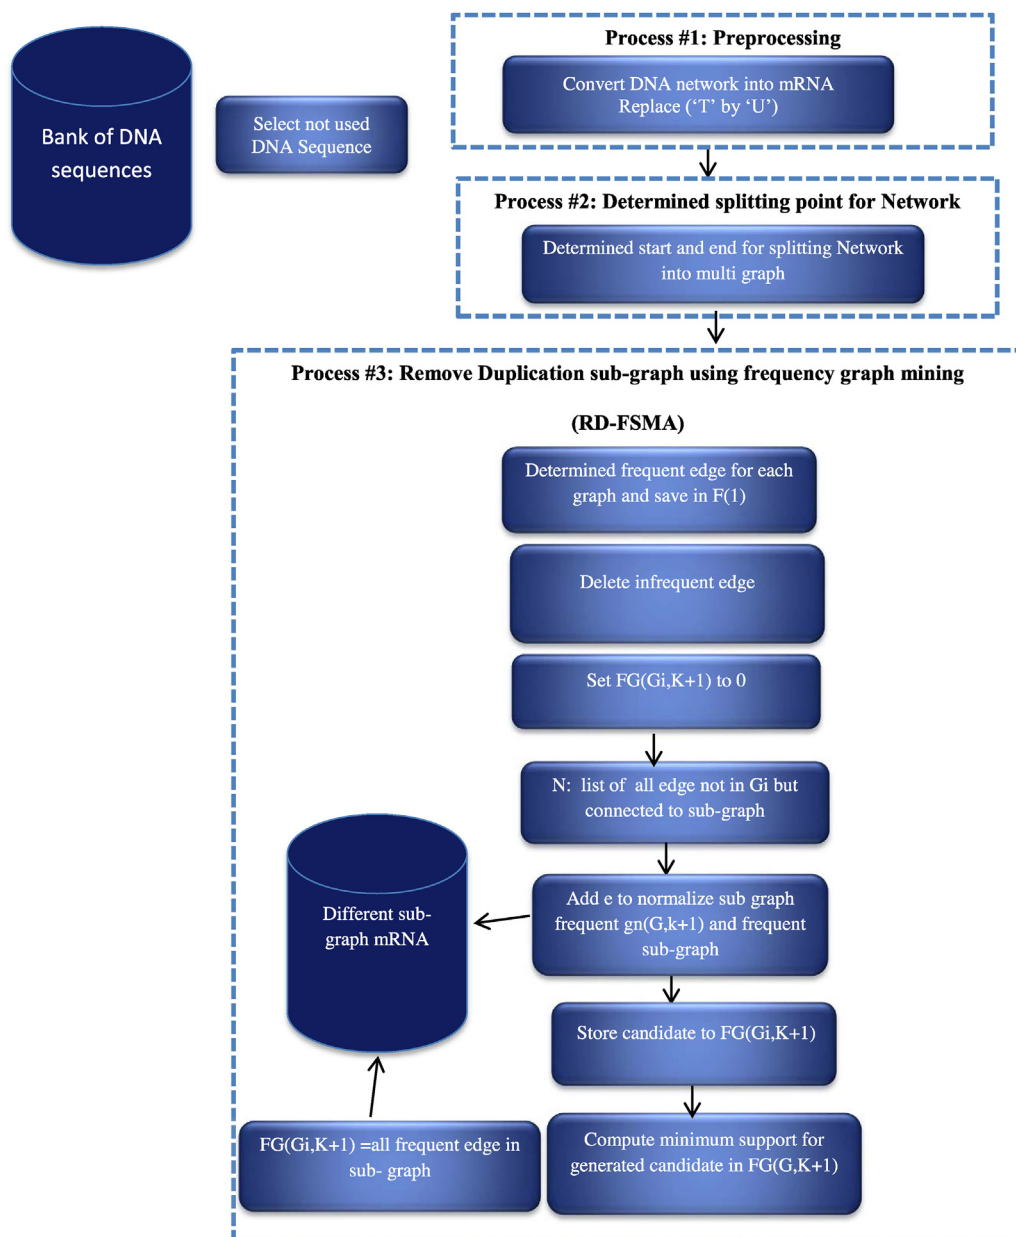 Bank of DNA
sequences
Select not used
DNA Sequence
Process #1: Preprocessing
Convert DNA network into mRNA
Replace (‘T’ by ‘U’)
Process #2: Determined splitting point for Network
Determined start and end for splitting Network
into multi graph
Process #3: Remove Duplication sub-graph using frequency graph mining
(RD-FSMA)
Determined frequent edge for each
graph and save in F(1)
Delete infrequent edge
Set FG(Gi,K+1) to 0
N: list of all edge not in Gi but
connected to sub-graph
Add e to normalize sub graph
frequent gn(G,k+1) and frequent
sub-graph
Different sub-
graph mRNA
Store candidate to FG(Gi,K+1)
Compute minimum support for
generated candidate in FG(G,K+1)
FG(Gi,K+1) =all frequent edge in
sub- graph